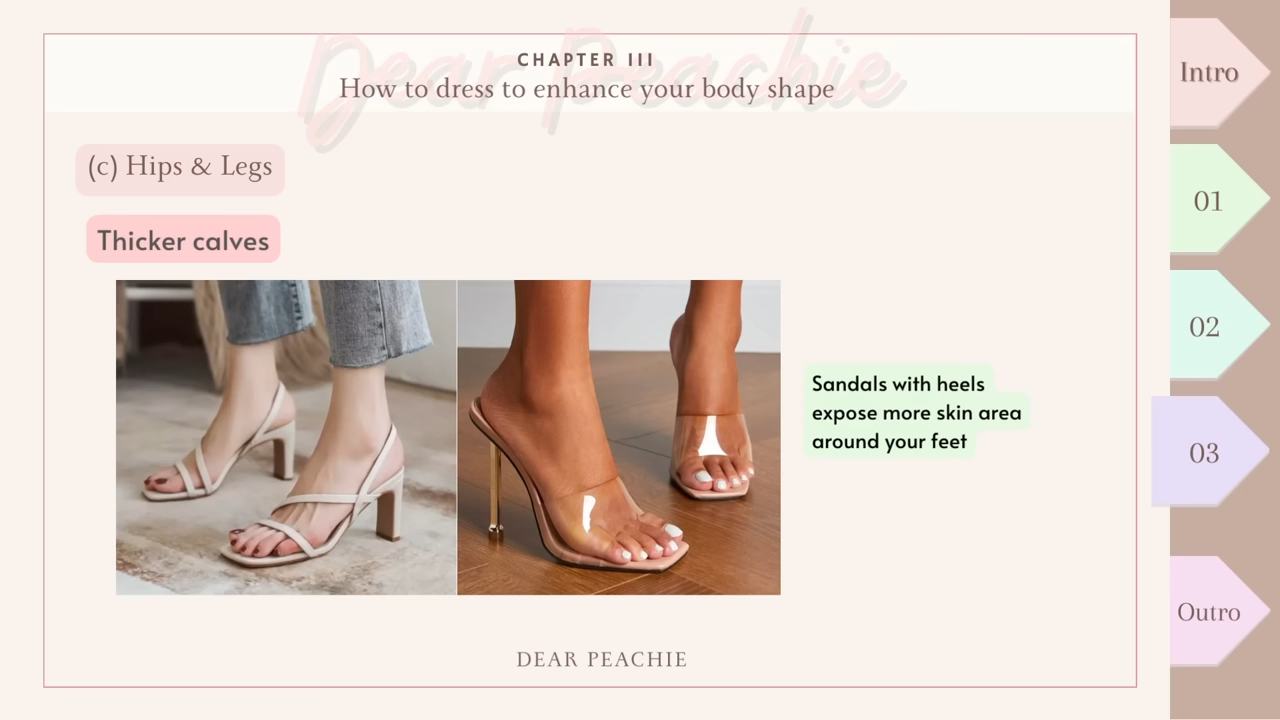 Dear Peachie
CHAPTER III
How to dress to enhance your body shape
(c) Hips & Legs
Thicker calves
Sandals with heels
expose more skin area
around your feet
DEAR PEACHIE
Intro
01
02
03
Outro